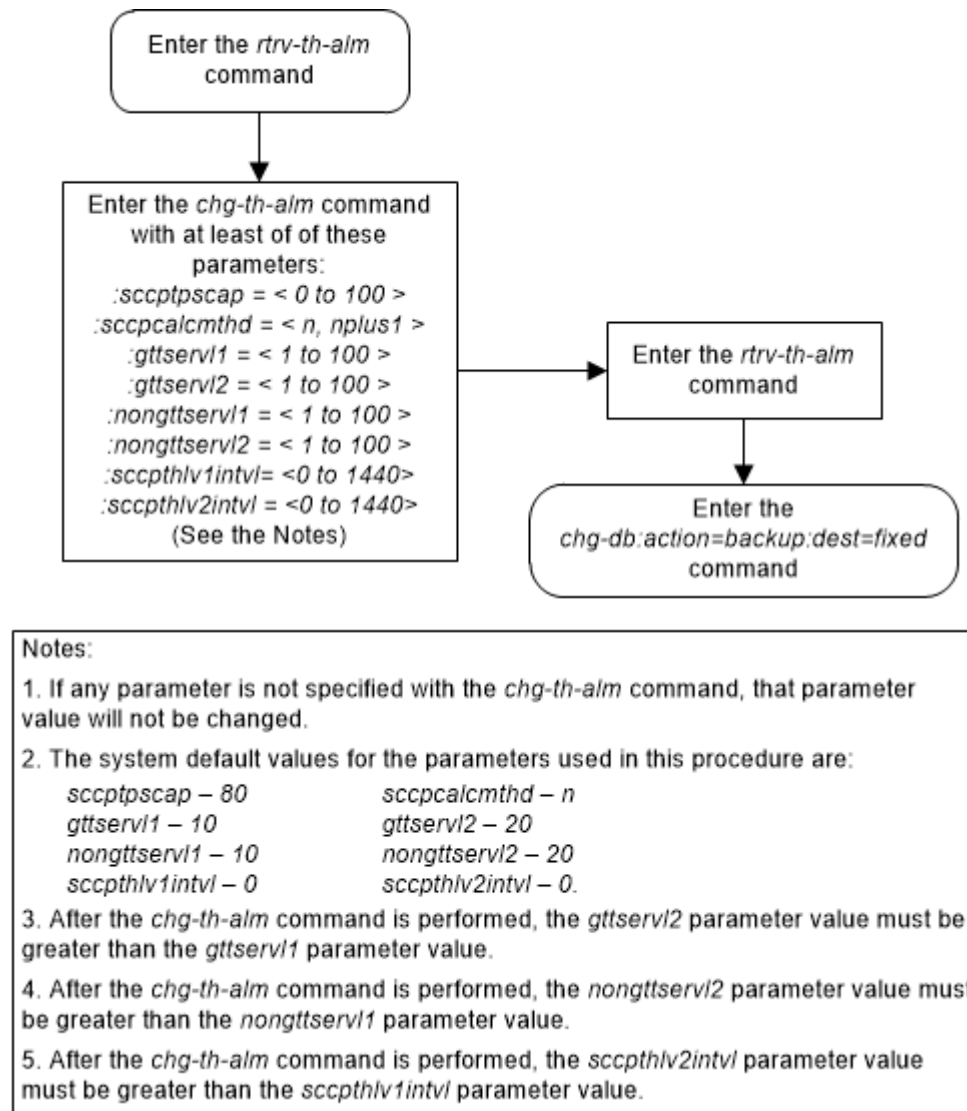 Enter the rtrv-th-alm
command
Enter the chg-th-alm command
with at least of of these
parameters:
:sccptpscap = < 0 to 100 >
:sccpcalcmthd = < n, nplus1 >
:gttservl1 = < 1 to 100 >
:gttservl2 = < 1 to 100 >
:nongttservl1 = < 1 to 100 >
:nongttservl2 = < 1 to 100 >
:sccpthlv1intvl= <0 to 1440>
:sccpthlv2intvl = <0 to 1440>
(See the Notes)
Enter the rtrv-th-alm
command
Enter the
chg-db:action=backup:dest=fixed
command
Notes:
1. If any parameter is not specified with the chg-th-alm command, that parameter
value will not be changed.
2. The system default values for the parameters used in this procedure are:
sccptpscap – 80 sccpcalcmthd – n
gttservl1 – 10 gttservl2 – 20
nongttservl1 – 10 nongttservl2 – 20
sccpthlv1intvl – 0 sccpthlv2intvl – 0.
3. After the chg-th-alm command is performed, the gttservl2 parameter value must be
greater than the gttservl1 parameter value.
4. After the chg-th-alm command is performed, the nongttservl2 parameter value must
be greater than the nongttservl1 parameter value.
5. After the chg-th-alm command is performed, the sccpthlv2intvl parameter value
must be greater than the sccpthlv1intvl parameter value.